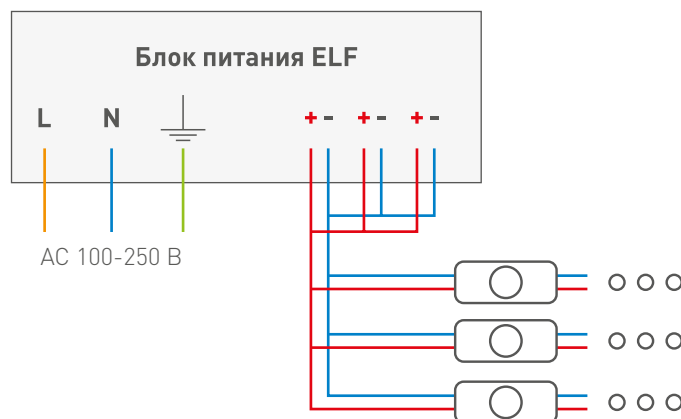 Блок питания ELF
L N + - + - + -
AC 100-250 В